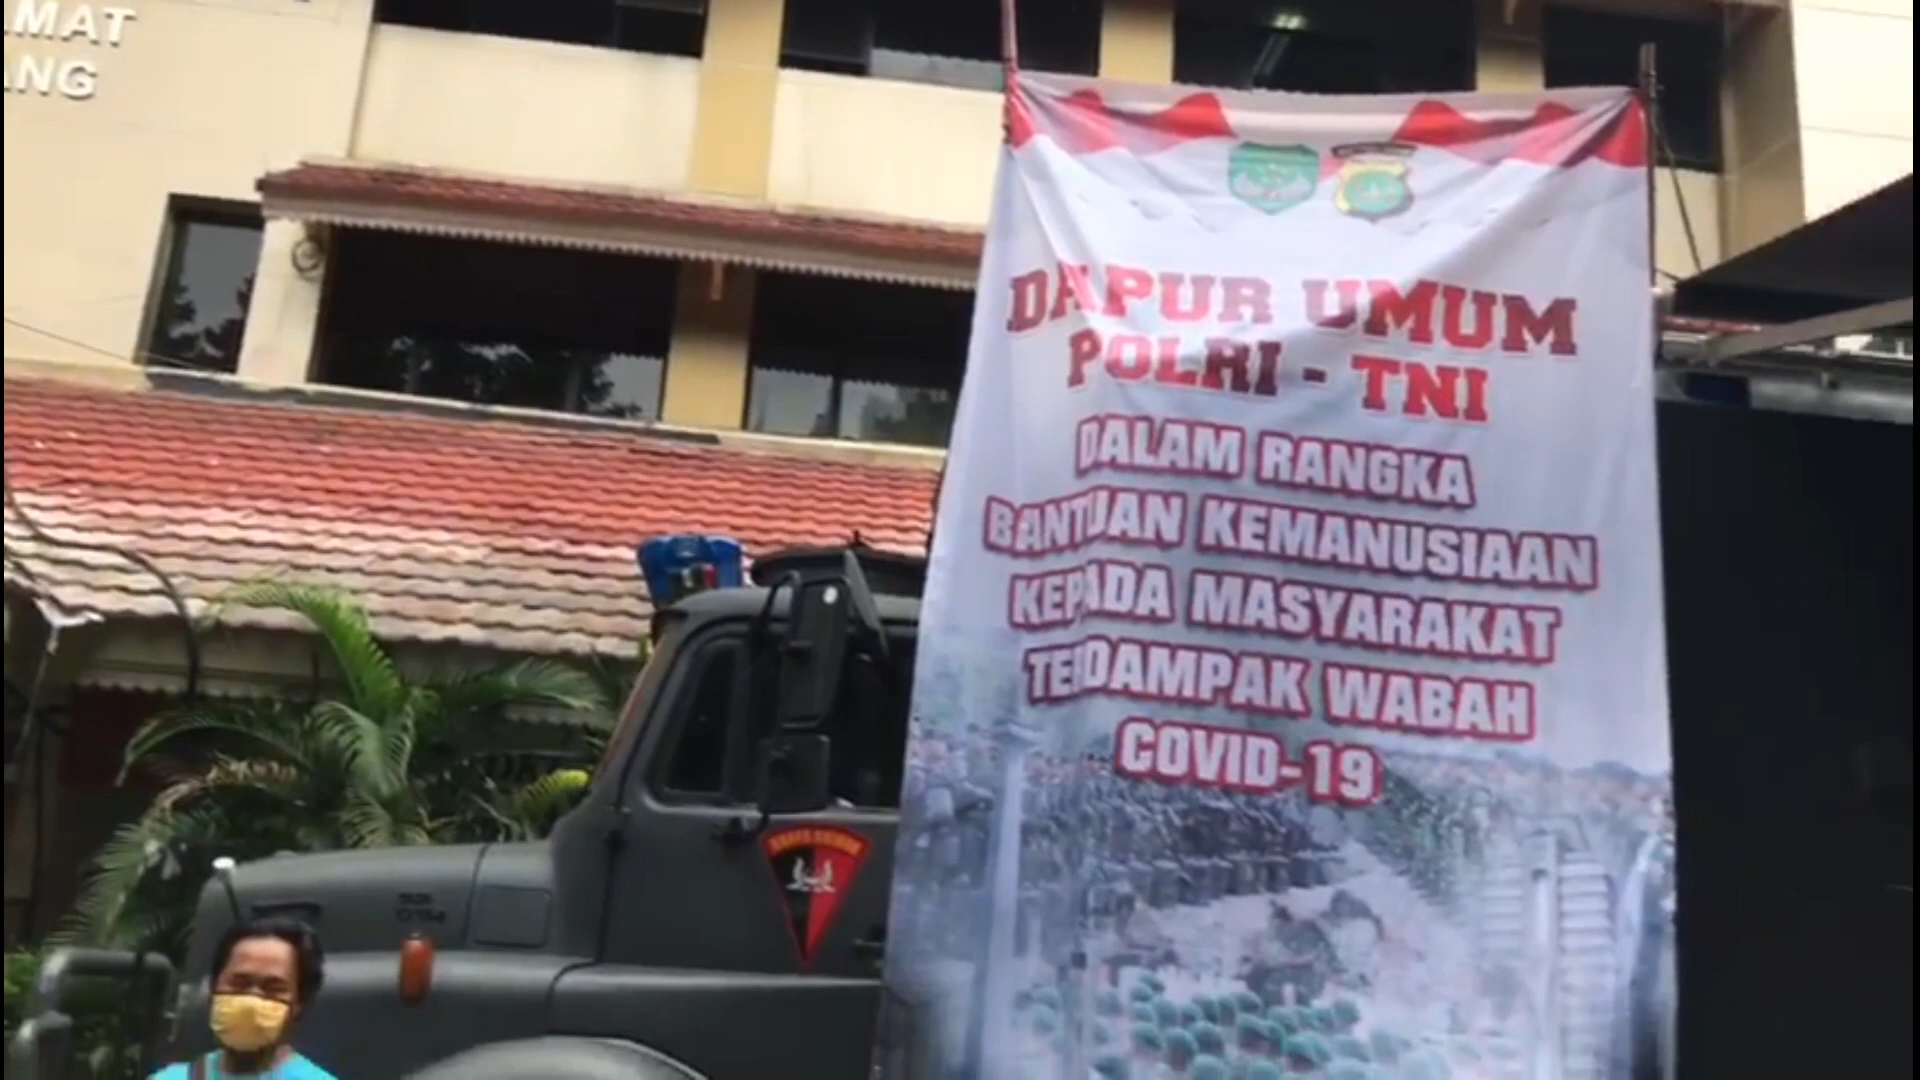 MAT
ANG
DAPUR UMUM
POLRI - TNI
DALAM RANGKA
BANTUAN KEMANUSIAAN
KEPADA MASYARAKAT
TERDAMPAK WABAH
COVID-19